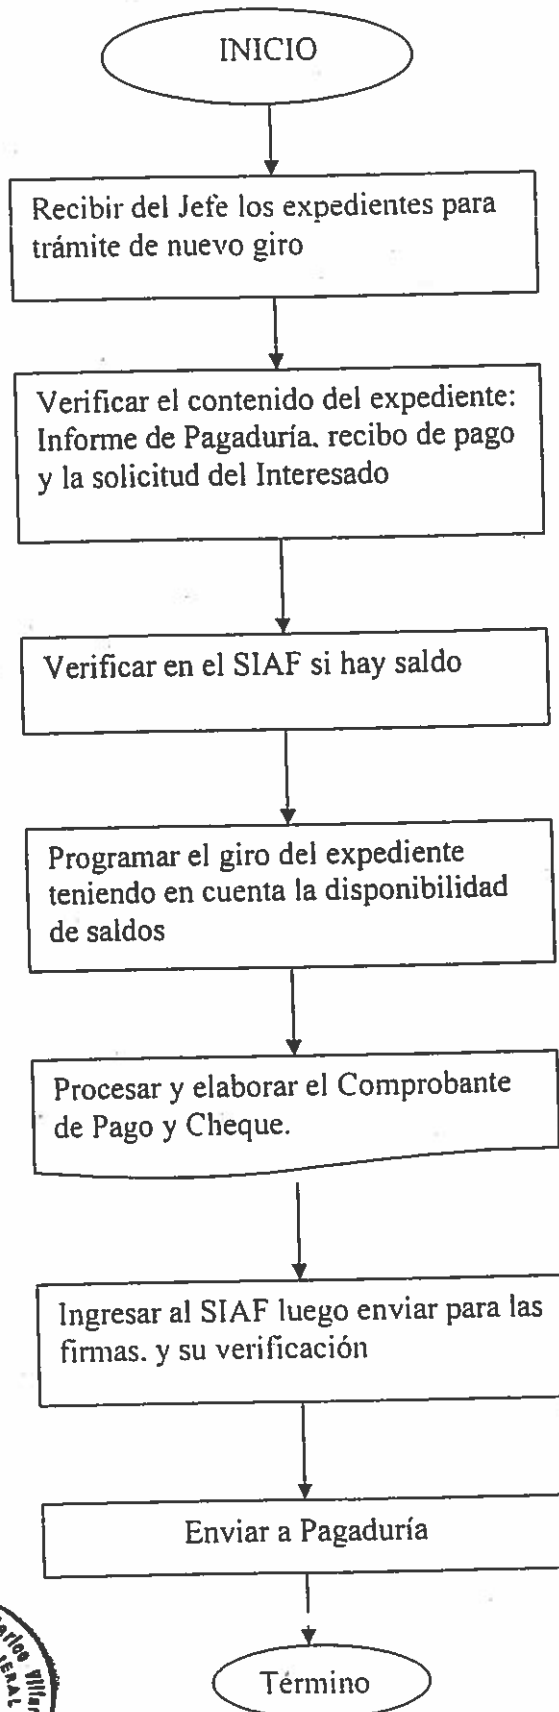 INICIO
Recibir del Jefe los expedientes para
trámite de nuevo giro
Verificar el contenido del expediente:
Informe de Pagaduría. recibo de pago
y la solicitud del Interesado
Verificar en el SIAF si hay saldo
Programar el giro del expediente
teniendo en cuenta la disponibilidad
de saldos
Procesar y elaborar el Comprobante
de Pago y Cheque.
Ingresar al SIAF luego enviar para las
firmas. y su verificación
Enviar a Pagaduría
Término